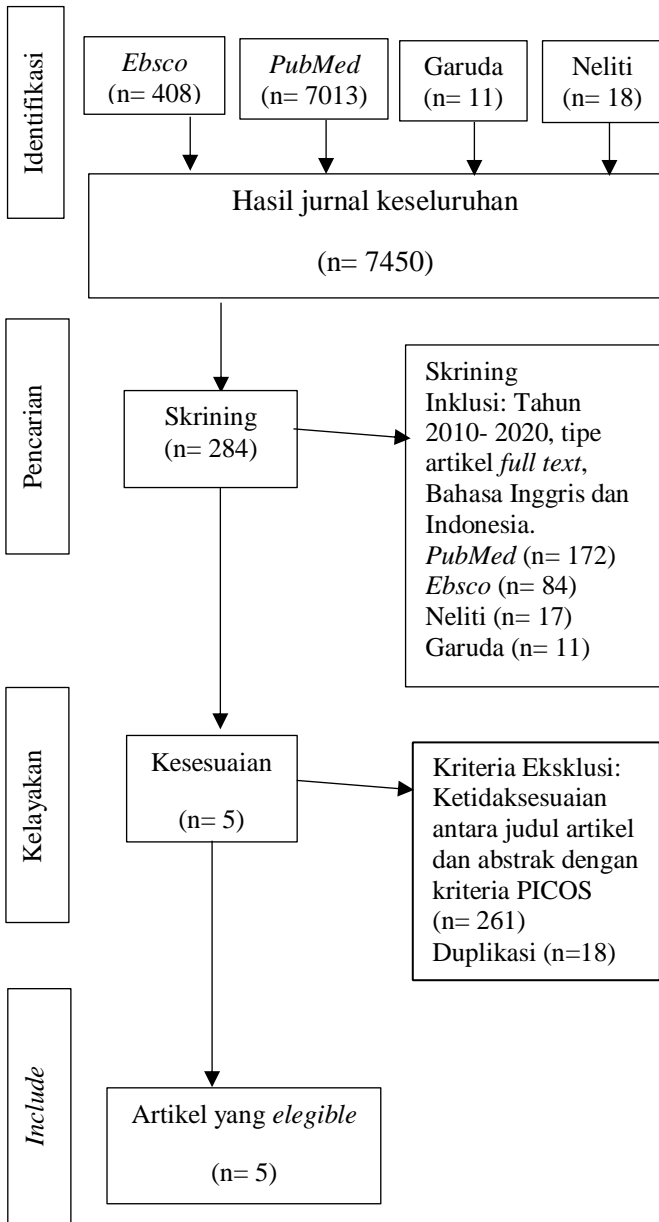 Identifikasi
Ebsco
(n= 408)
PubMed
(n= 7013)
Garuda
(n= 11)
Neliti
(n= 18)
Hasil jurnal keseluruhan
(n= 7450)
Pencarian
Skrining
(n= 284)
Skrining
Inklusi: Tahun
2010- 2020, tipe
artikel full text,
Bahasa Inggris dan
Indonesia.
PubMed (n= 172)
Ebsco (n= 84)
Neliti (n= 17)
Garuda (n= 11)
Kelayakan
Kesesuaian
(n= 5)
Kriteria Eksklusi:
Ketidaksesuaian
antara judul artikel
dan abstrak dengan
kriteria PICOS
(n= 261)
Duplikasi (n=18)
Include
Artikel yang elegible
(n= 5)